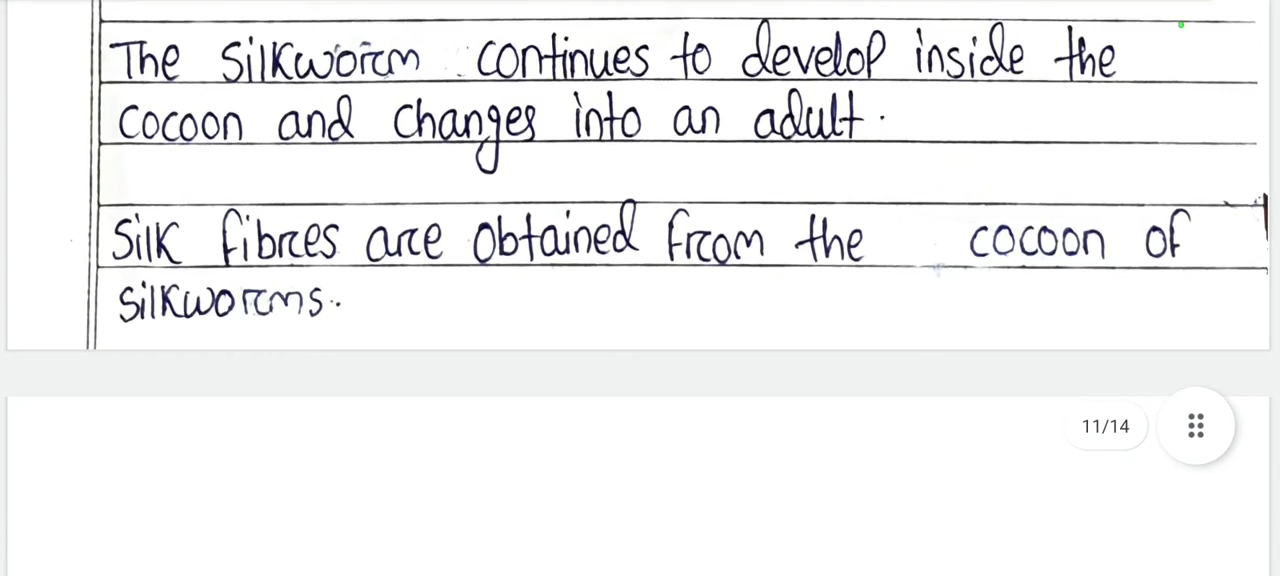 The silkworm continues to develop inside the
cocoon and changes into an adult.
Silk fibres are obtained from the cocoon of
silkworms.
11/14